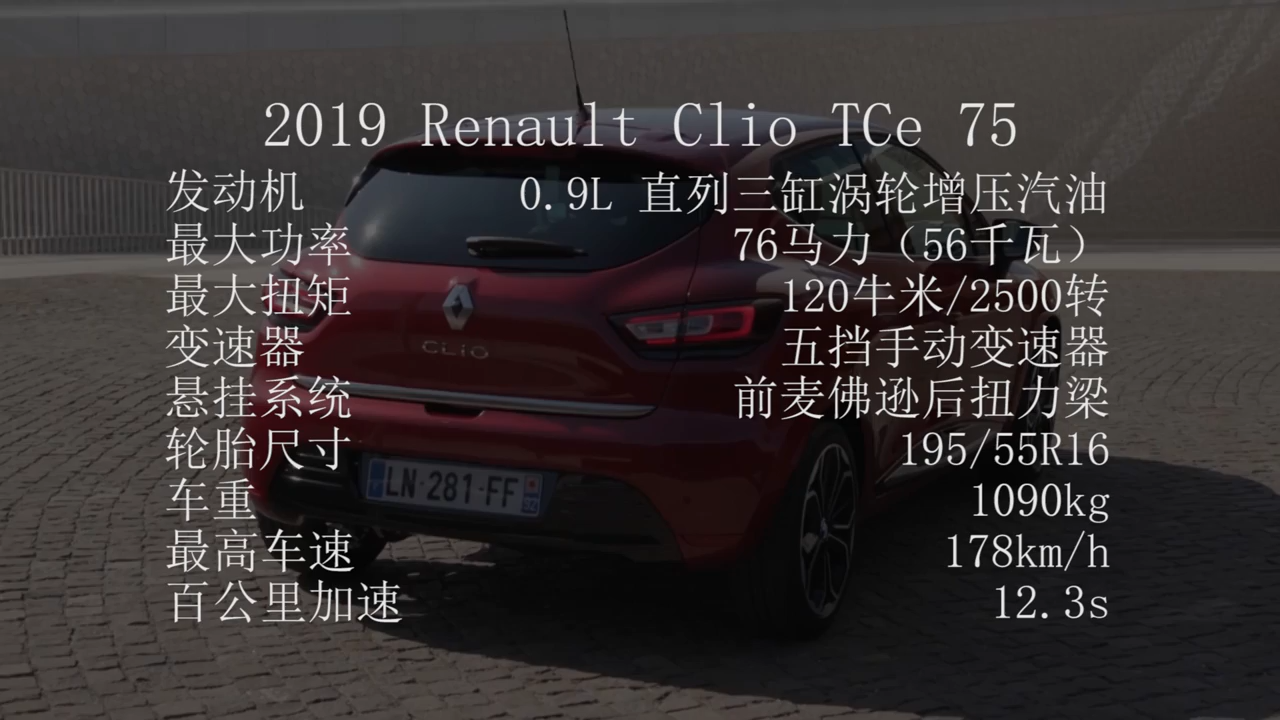 2019 Renault Clio TCe 75
发动机 0.9L 直列三缸涡轮增压汽油
最大功率 76马力（56千瓦）
最大扭矩 120牛米/2500转
变速器 五挡手动变速器
悬挂系统 前麦佛逊后扭力梁
轮胎尺寸 195/55R16
车重 1090kg
最高车速 178km/h
百公里加速 12.3s
CLIO
LN-281-FF